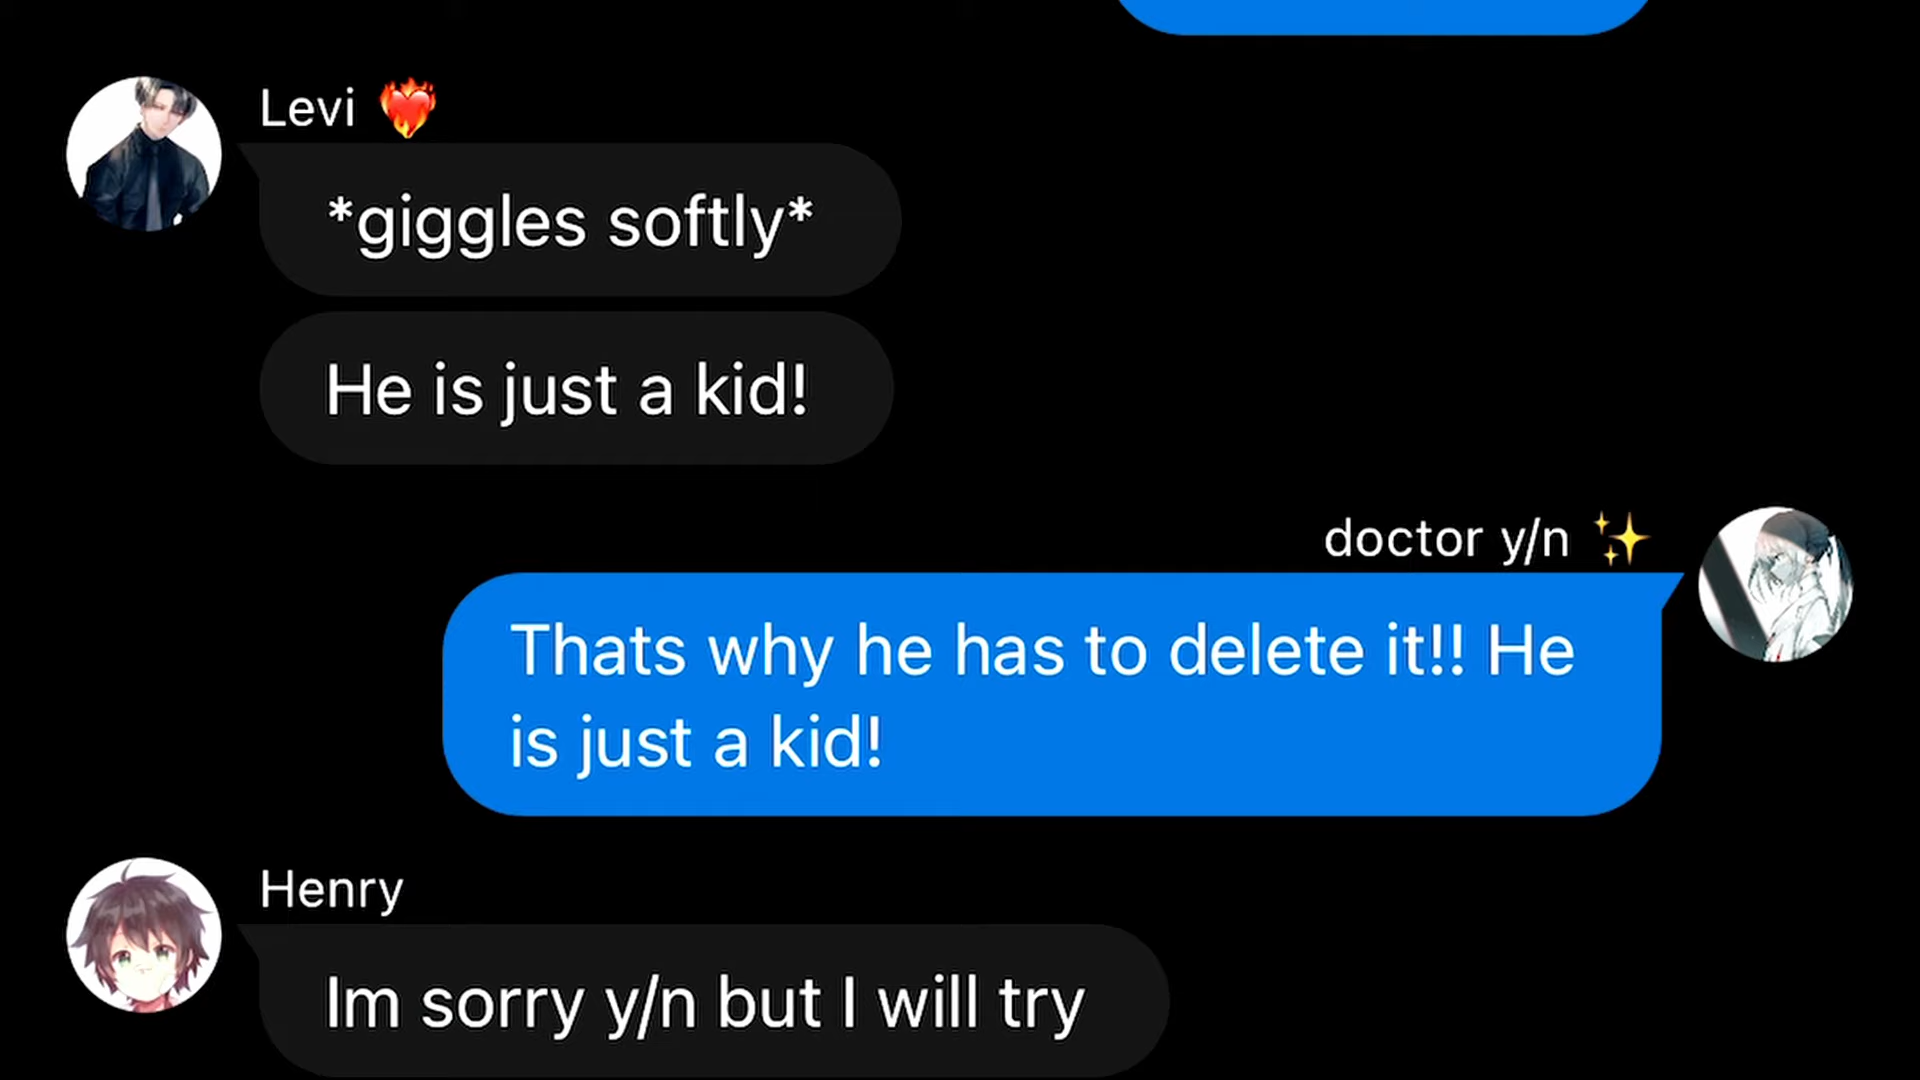 Levi ❤️‍🔥
*giggles softly*
He is just a kid!
doctor y/n ✨
Thats why he has to delete it!! He
is just a kid!
Henry
Im sorry y/n but I will try